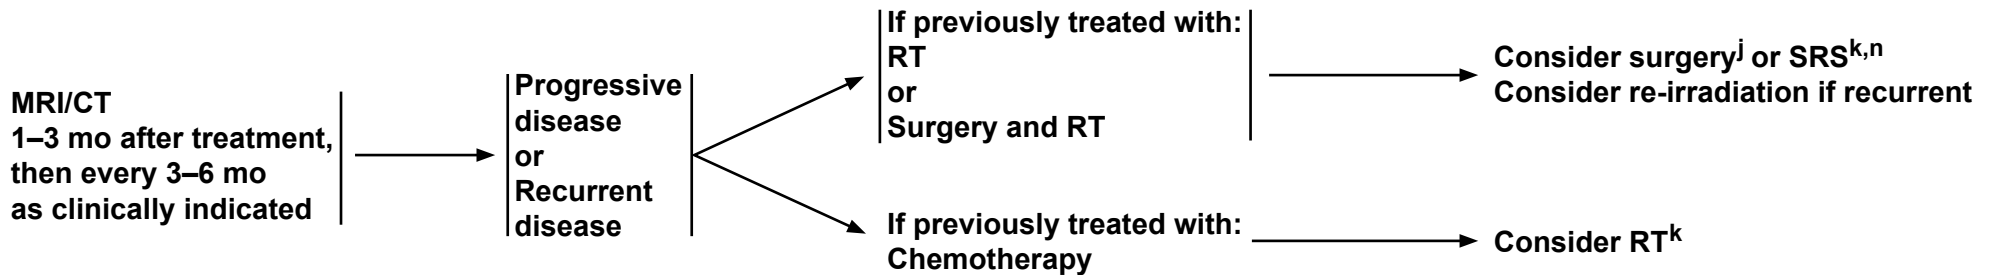 MRI/CT
1–3 mo after treatment,
then every 3–6 mo
as clinically indicated
Progressive
disease
or
Recurrent
disease
If previously treated with:
RT
or
Surgery and RT
Consider surgeryʲ or SRSᵏ,ⁿ
Consider re-irradiation if recurrent
If previously treated with:
Chemotherapy
Consider RTᵏ